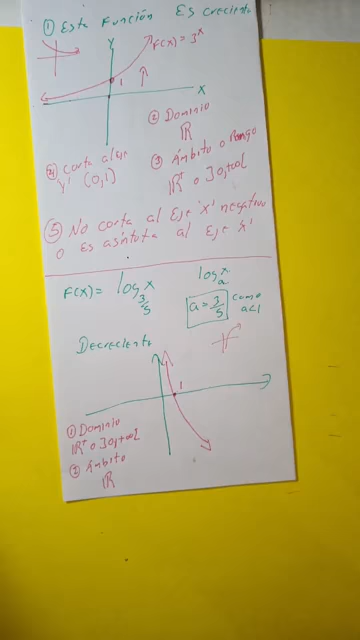 ① Este Función Es creciente
Y
F(x) = 3ˣ
1
X
② Dominio
ℝ
④ corta al eje
'y' (0,1)
③ Ámbito o Rango
ℝ⁺ o ]0,+∞[
⑤ No corta al Eje 'x' negativo
o Es asíntota al Eje 'x'
F(x) = log x
3/5
log x
a
a = 3/5
como
a<1
Decreciente
1
① Dominio
ℝ⁺ o ]0,+∞[
② Ámbito
ℝ